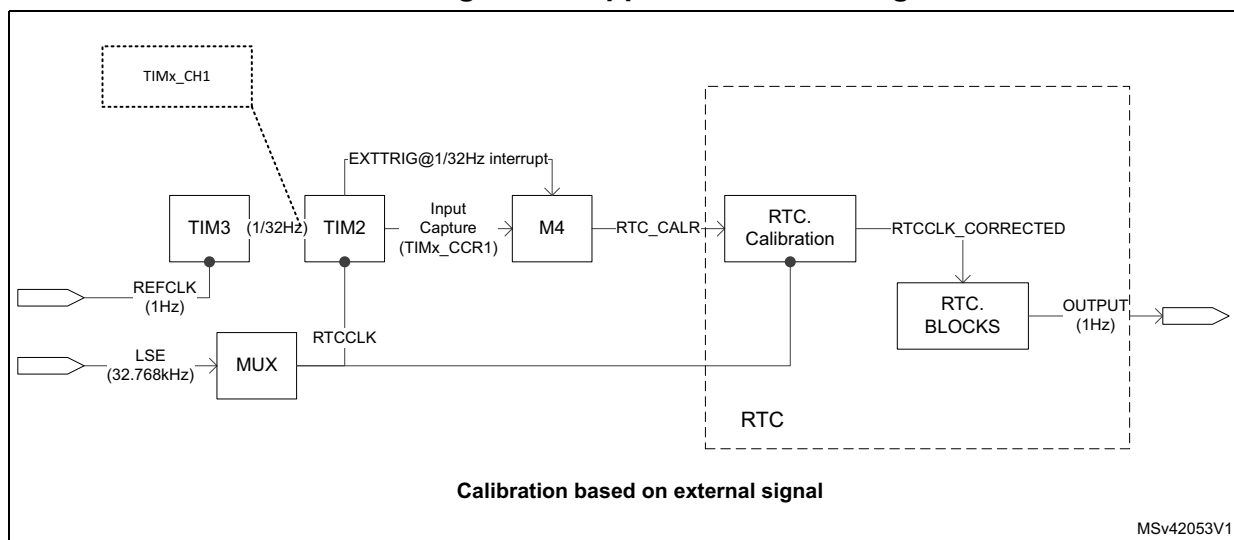 TIMx_CH1
EXTTRIG@1/32Hz interrupt
TIM3
(1/32Hz)
TIM2
Input
Capture
(TIMx_CCR1)
M4
RTC_CALR
RTC.
Calibration
RTCCLK_CORRECTED
REFCLK
(1Hz)
RTC.
BLOCKS
OUTPUT
(1Hz)
LSE
(32.768kHz)
MUX
RTCCLK
RTC
Calibration based on external signal
MSv42053V1